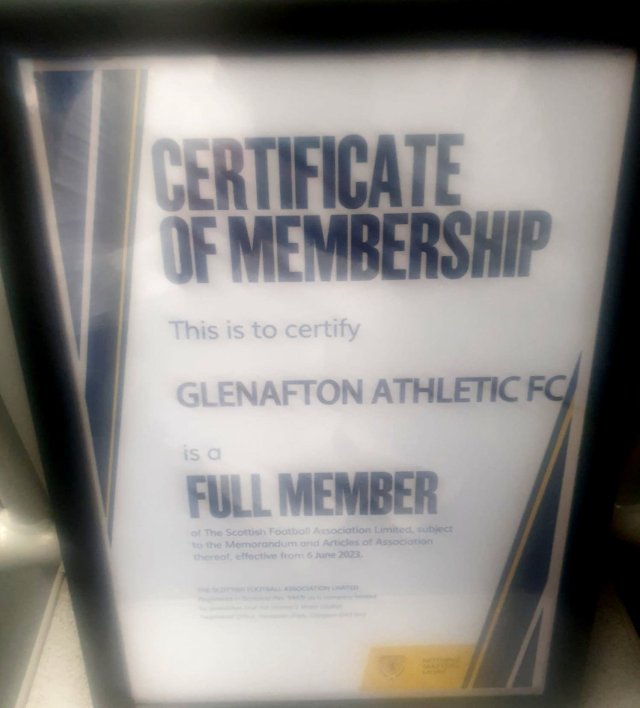 CERTIFICATE
OF MEMBERSHIP
This is to certify
GLENAFTON ATHLETIC FC
is a
FULL MEMBER
of The Scottish Football Association Limited, subject
to the Memorandum and Articles of Association
thereof, effective from 6 June 2023.
THE SCOTTISH FOOTBALL ASSOCIATION LIMITED